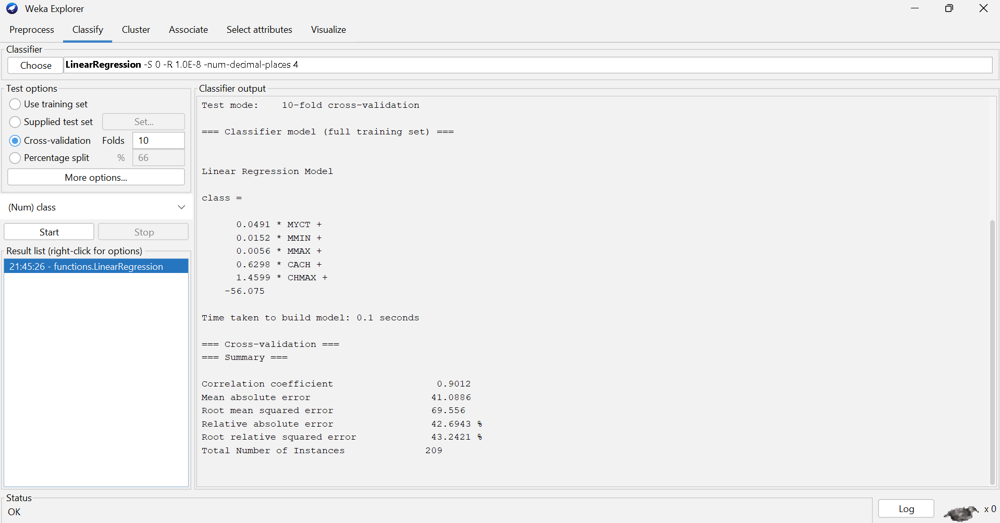 Weka Explorer
Preprocess Classify Cluster Associate Select attributes Visualize
Classifier
Choose LinearRegression -S 0 -R 1.0E-8 -num-decimal-places 4
Test options
Use training set
Supplied test set Set...
Cross-validation Folds 10
Percentage split % 66
More options...
(Num) class
Start Stop
Result list (right-click for options)
21:45:26 - functions.LinearRegression
Classifier output
Test mode: 10-fold cross-validation
=== Classifier model (full training set) ===
Linear Regression Model
class =
0.0491 * MYCT +
0.0152 * MMIN +
0.0056 * MMAX +
0.6298 * CACH +
1.4599 * CHMAX +
-56.075
Time taken to build model: 0.1 seconds
=== Cross-validation ===
=== Summary ===
Correlation coefficient 0.9012
Mean absolute error 41.0886
Root mean squared error 69.556
Relative absolute error 42.6943 %
Root relative squared error 43.2421 %
Total Number of Instances 209
Status
OK
Log x 0